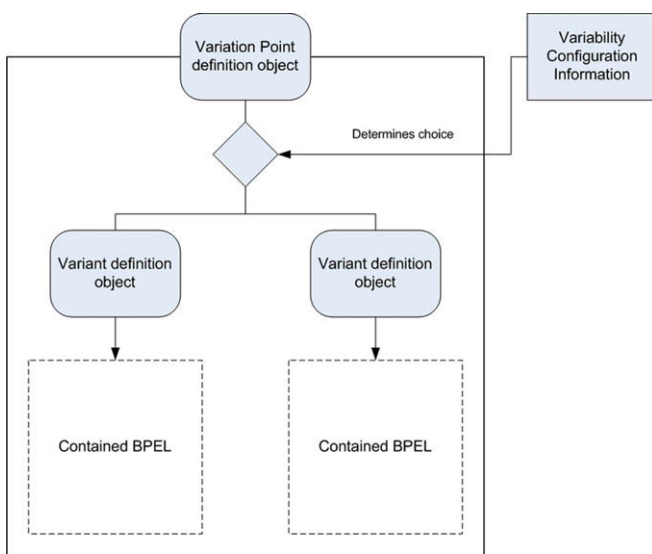 Variation Point
definition object
Variability
Configuration
Information
Determines choice
Variant definition
object
Variant definition
object
Contained BPEL
Contained BPEL